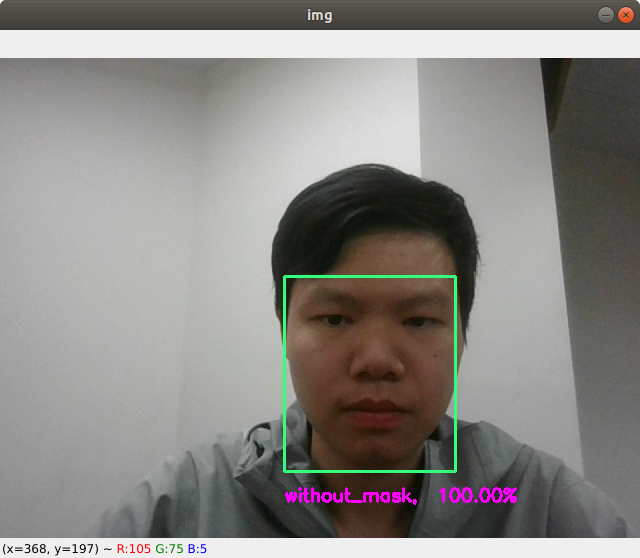 img
without_mask, 100.00%
(x=368, y=197) ~ R:105 G:75 B:5